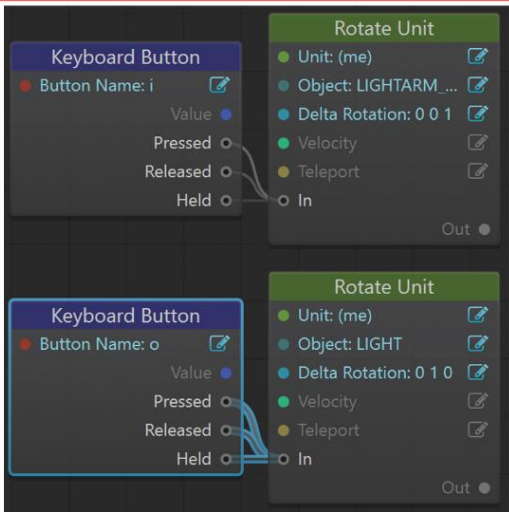 Keyboard Button
Button Name: i
Value
Pressed
Released
Held
Rotate Unit
Unit: (me)
Object: LIGHTARM_...
Delta Rotation: 0 0 1
Velocity
Teleport
In
Out
Keyboard Button
Button Name: o
Value
Pressed
Released
Held
Rotate Unit
Unit: (me)
Object: LIGHT
Delta Rotation: 0 1 0
Velocity
Teleport
In
Out